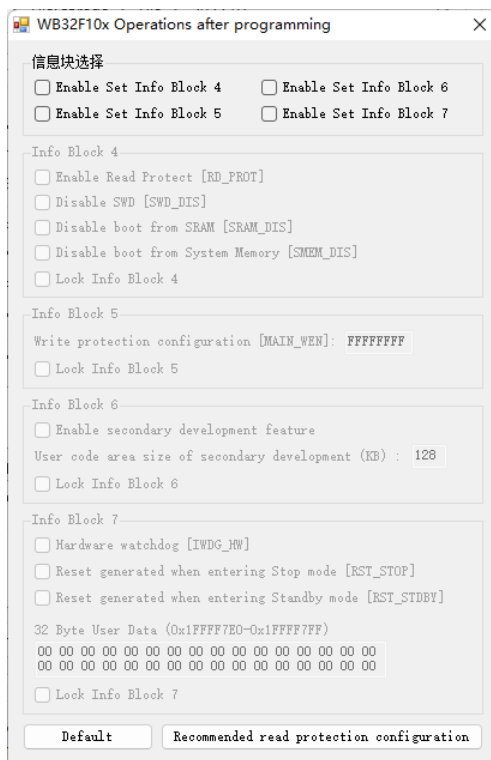 WB32F10x Operations after programming
信息块选择
Enable Set Info Block 4 Enable Set Info Block 6
Enable Set Info Block 5 Enable Set Info Block 7
Info Block 4
Enable Read Protect [RD_PROT]
Disable SWD [SWD_DIS]
Disable boot from SRAM [SRAM_DIS]
Disable boot from System Memory [SMEM_DIS]
Lock Info Block 4
Info Block 5
Write protection configuration [MAIN_WEN]: FFFFFFFF
Lock Info Block 5
Info Block 6
Enable secondary development feature
User code area size of secondary development (KB) : 128
Lock Info Block 6
Info Block 7
Hardware watchdog [IWDG_HW]
Reset generated when entering Stop mode [RST_STOP]
Reset generated when entering Standby mode [RST_STDBY]
32 Byte User Data (0x1FFFF7E0-0x1FFFF7FF)
00 00 00 00 00 00 00 00 00 00 00 00 00 00 00 00
00 00 00 00 00 00 00 00 00 00 00 00 00 00 00 00
Lock Info Block 7
Default Recommended read protection configuration